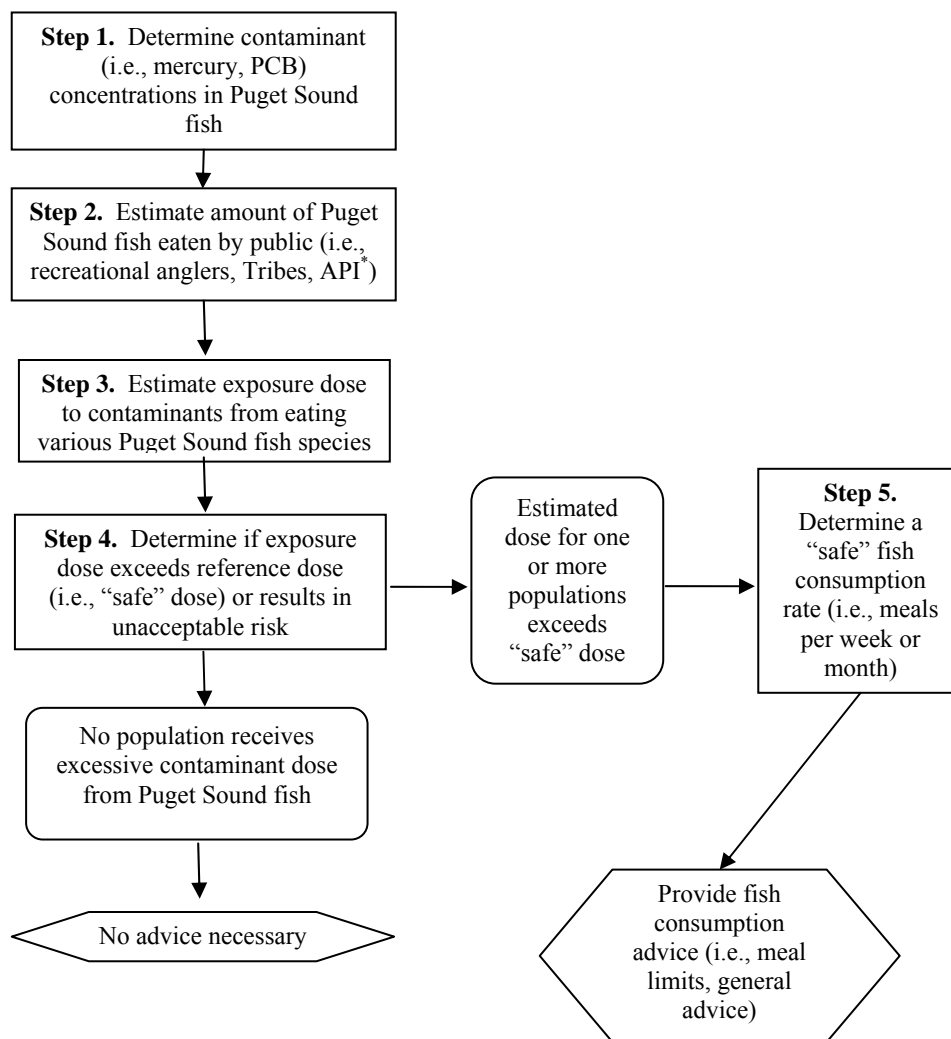 Step 1. Determine contaminant
(i.e., mercury, PCB)
concentrations in Puget Sound
fish
Step 2. Estimate amount of Puget
Sound fish eaten by public (i.e.,
recreational anglers, Tribes, API*)
Step 3. Estimate exposure dose
to contaminants from eating
various Puget Sound fish species
Step 4. Determine if exposure
dose exceeds reference dose
(i.e., “safe” dose) or results in
unacceptable risk
Estimated
dose for one
or more
populations
exceeds
“safe” dose
Step 5.
Determine a
“safe” fish
consumption
rate (i.e., meals
per week or
month)
No population receives
excessive contaminant dose
from Puget Sound fish
No advice necessary
Provide fish
consumption
advice (i.e., meal
limits, general
advice)